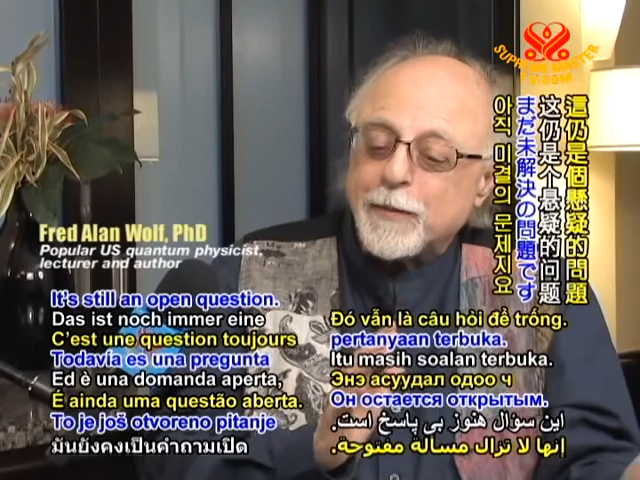 SUPREME MASTER
TV.COM
這仍是個懸疑的問題
这仍是个悬疑的问题
まだ未解決の問題です
아직 미결의 문제지요
Fred Alan Wolf, PhD
Popular US quantum physicist,
lecturer and author
It's still an open question.
Das ist noch immer eine
C'est une question toujours
Todavía es una pregunta
Ed è una domanda aperta,
É ainda uma questão aberta.
To je još otvoreno pitanje
มันยังคงเป็นคำถามเปิด
Đó vẫn là câu hỏi để trống.
pertanyaan terbuka.
Itu masih soalan terbuka.
Энэ асуудал одоо ч
Он остается открытым.
این سؤال هنوز بی پاسخ است.
إنها لا تزال مسألة مفتوحة.